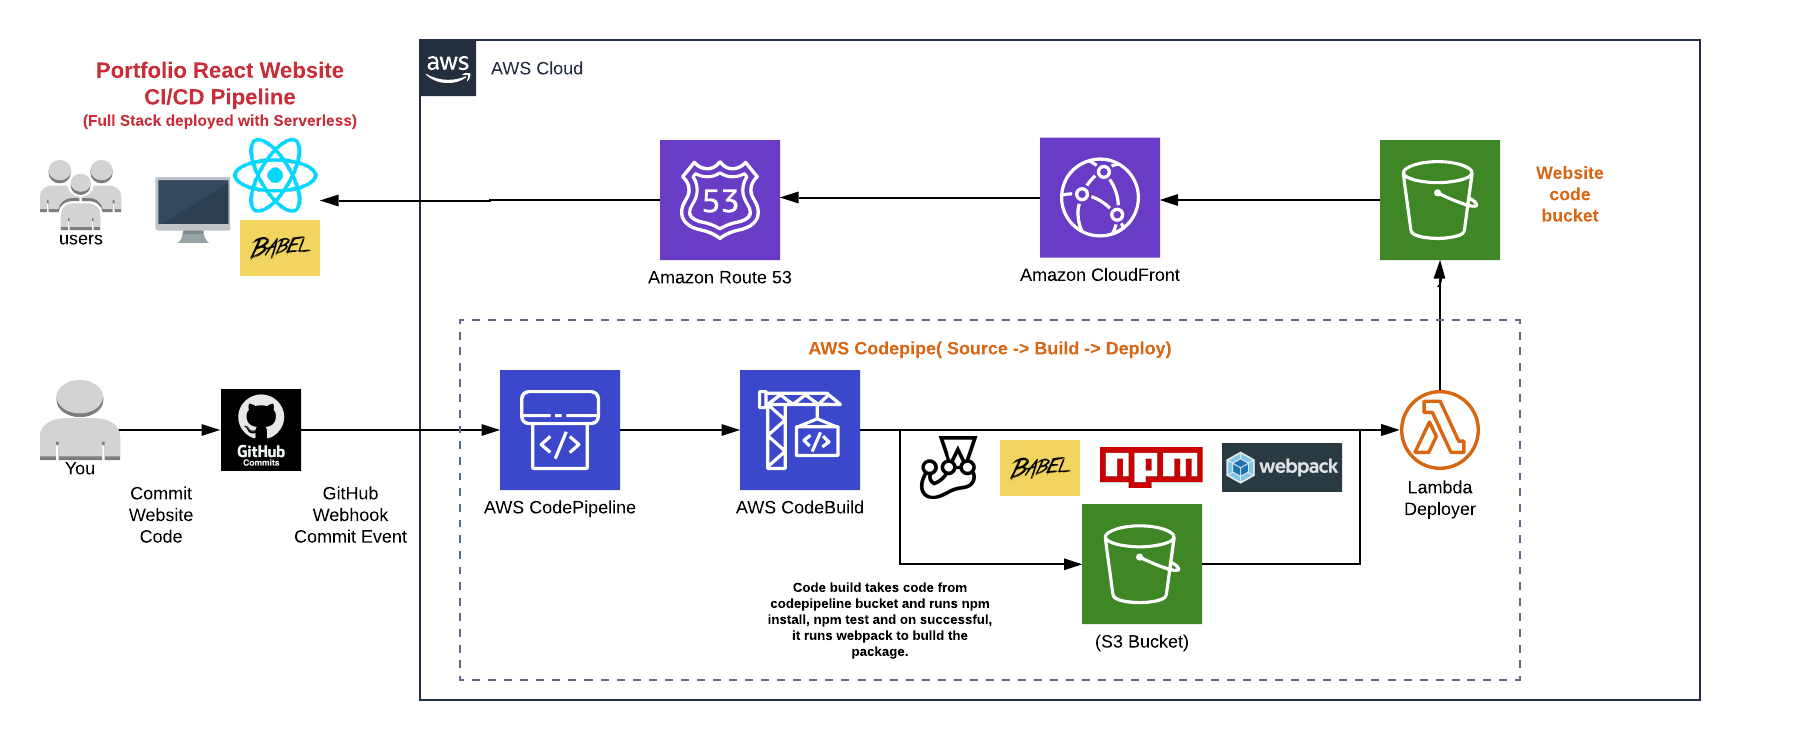 Portfolio React Website
CI/CD Pipeline
(Full Stack deployed with Serverless)
aws
AWS Cloud
users
BABEL
53
Amazon Route 53
Amazon CloudFront
Website
code
bucket
AWS Codepipe( Source -> Build -> Deploy)
You
GitHub
Commits
Commit
Website
Code
GitHub
Webhook
Commit Event
</>
AWS CodePipeline
</>
AWS CodeBuild
BABEL
npm
webpack
Lambda
Deployer
Code build takes code from
codepipeline bucket and runs npm
install, npm test and on successful,
it runs webpack to build the
package.
(S3 Bucket)